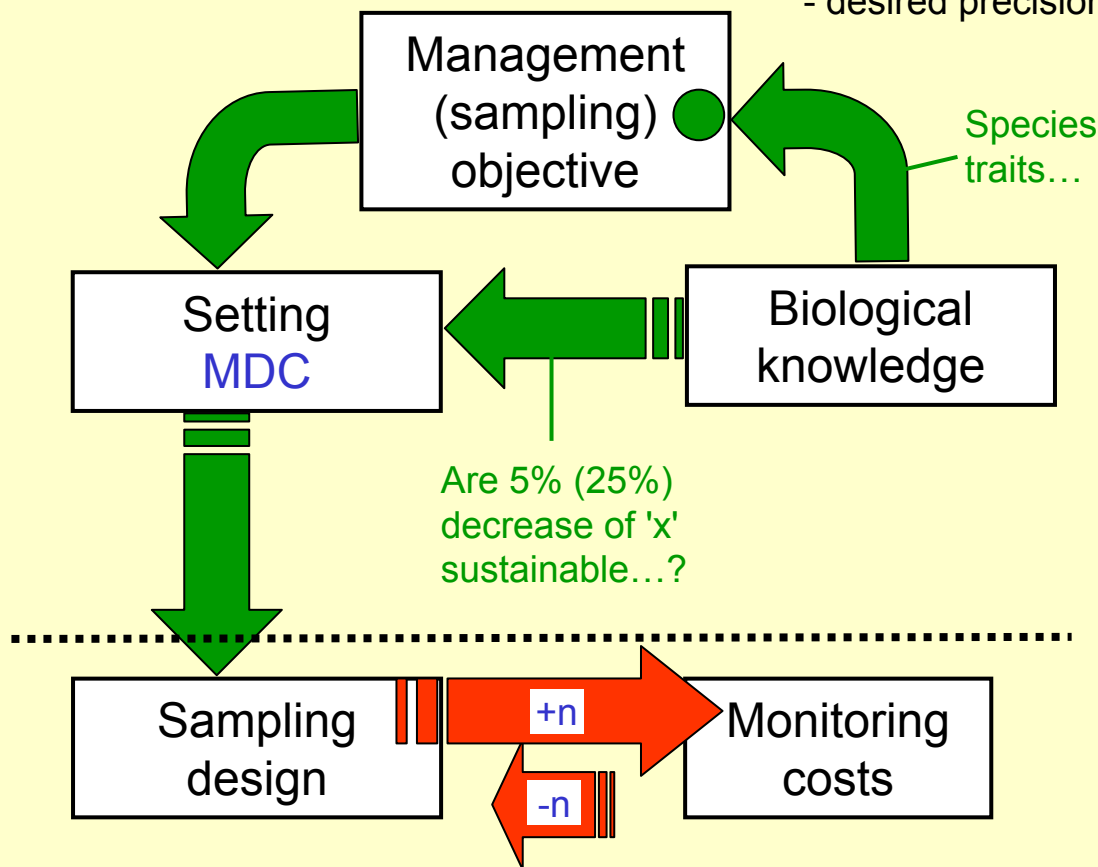 - desired precision
Management
(sampling)
objective
Species
traits…
Setting
MDC
Biological
knowledge
Are 5% (25%)
decrease of 'x'
sustainable…?
Sampling
design
+n
-n
Monitoring
costs